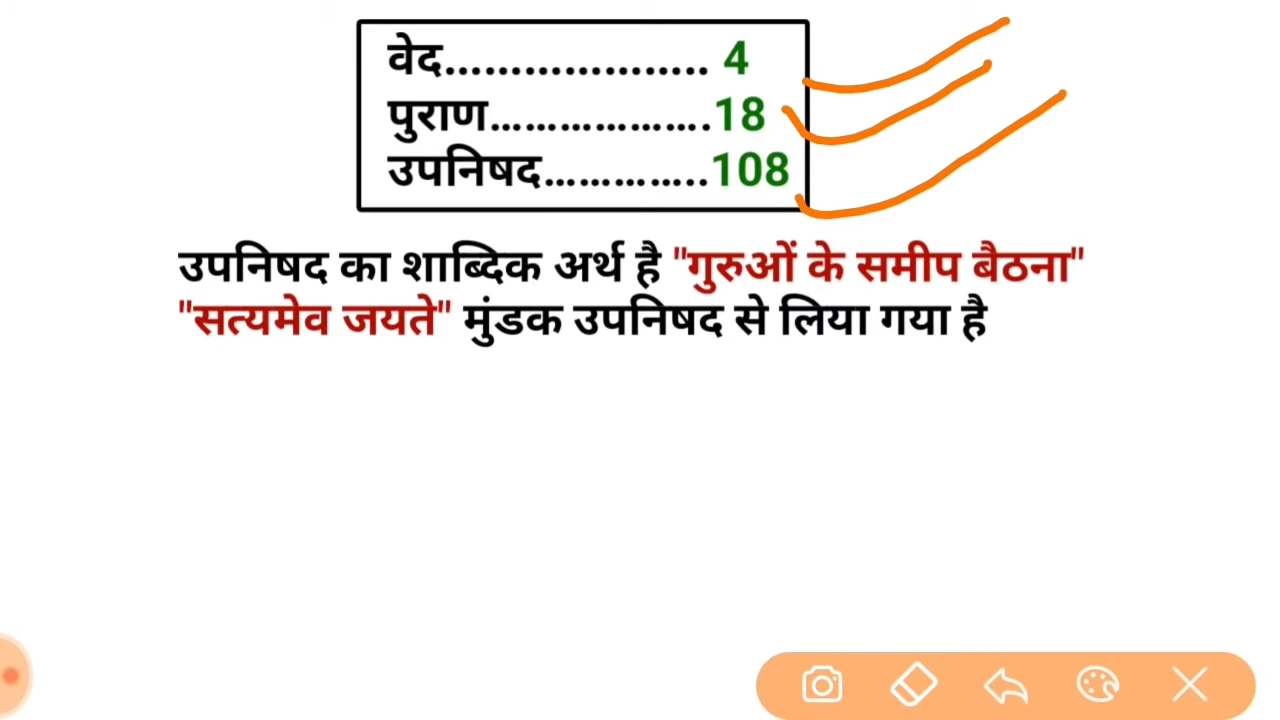 वेद..................... 4
पुराण...................18
उपनिषद..............108
उपनिषद का शाब्दिक अर्थ है "गुरुओं के समीप बैठना"
"सत्यमेव जयते" मुंडक उपनिषद से लिया गया है